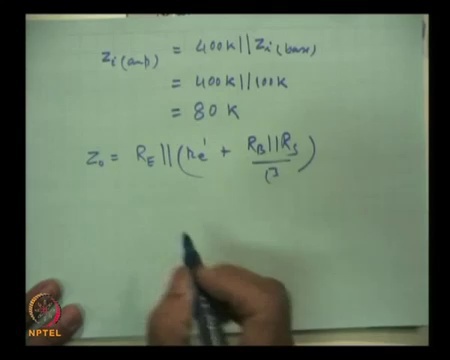 Zi(amp) = 400K || Zi(base)
= 400K || 100K
= 80 K
Zo = RE || (re' + RB || RS / β)
NPTEL